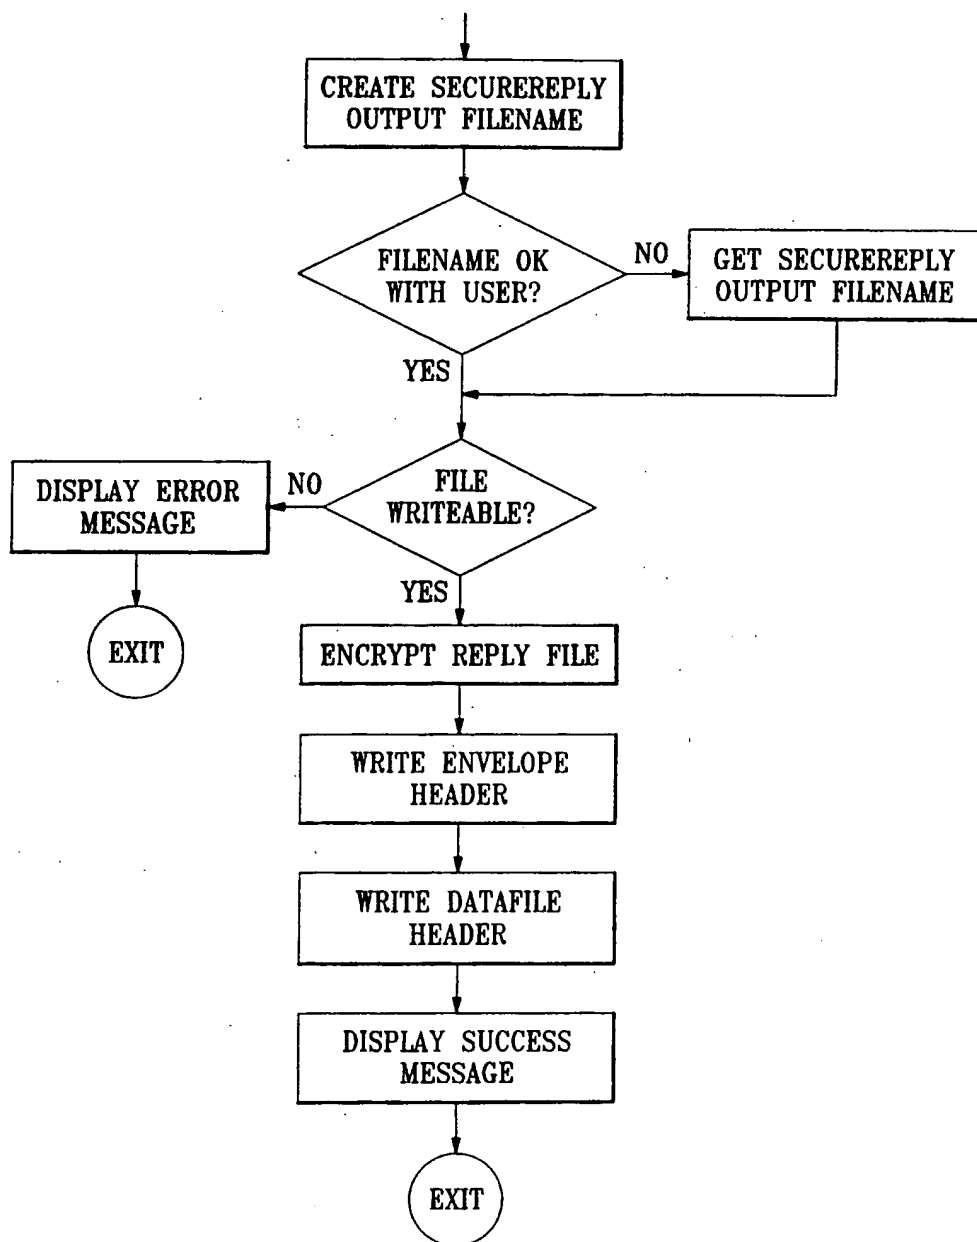 CREATE SECUREREPLY
OUTPUT FILENAME
FILENAME OK
WITH USER?
NO
GET SECUREREPLY
OUTPUT FILENAME
YES
FILE
WRITEABLE?
NO
DISPLAY ERROR
MESSAGE
EXIT
YES
ENCRYPT REPLY FILE
WRITE ENVELOPE
HEADER
WRITE DATAFILE
HEADER
DISPLAY SUCCESS
MESSAGE
EXIT